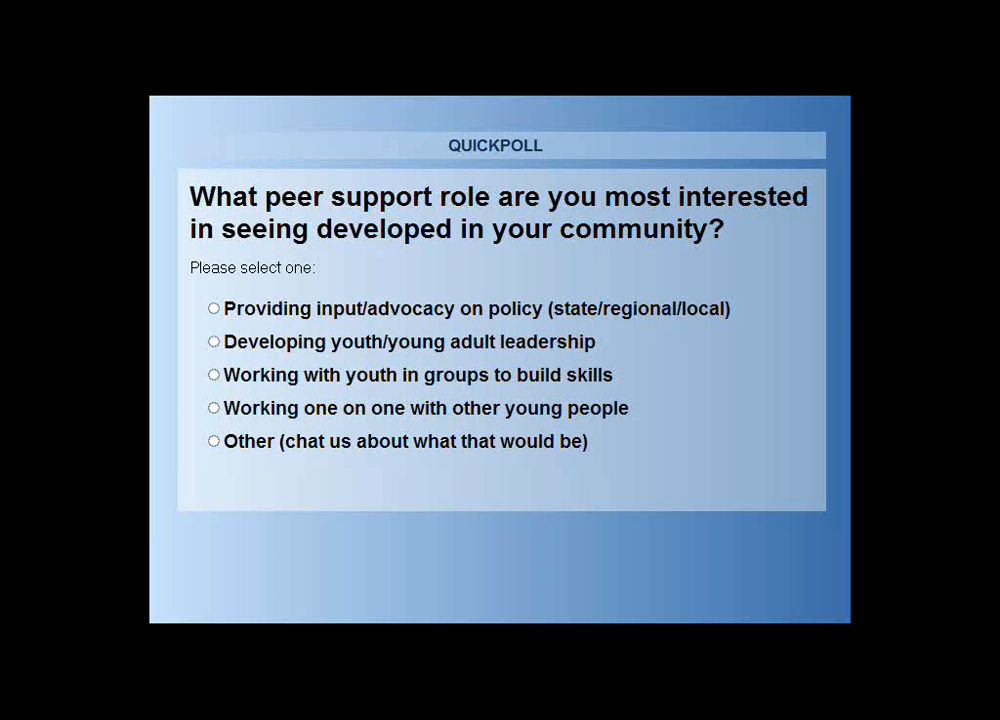 QUICKPOLL
What peer support role are you most interested
in seeing developed in your community?
Please select one:
Providing input/advocacy on policy (state/regional/local)
Developing youth/young adult leadership
Working with youth in groups to build skills
Working one on one with other young people
Other (chat us about what that would be)